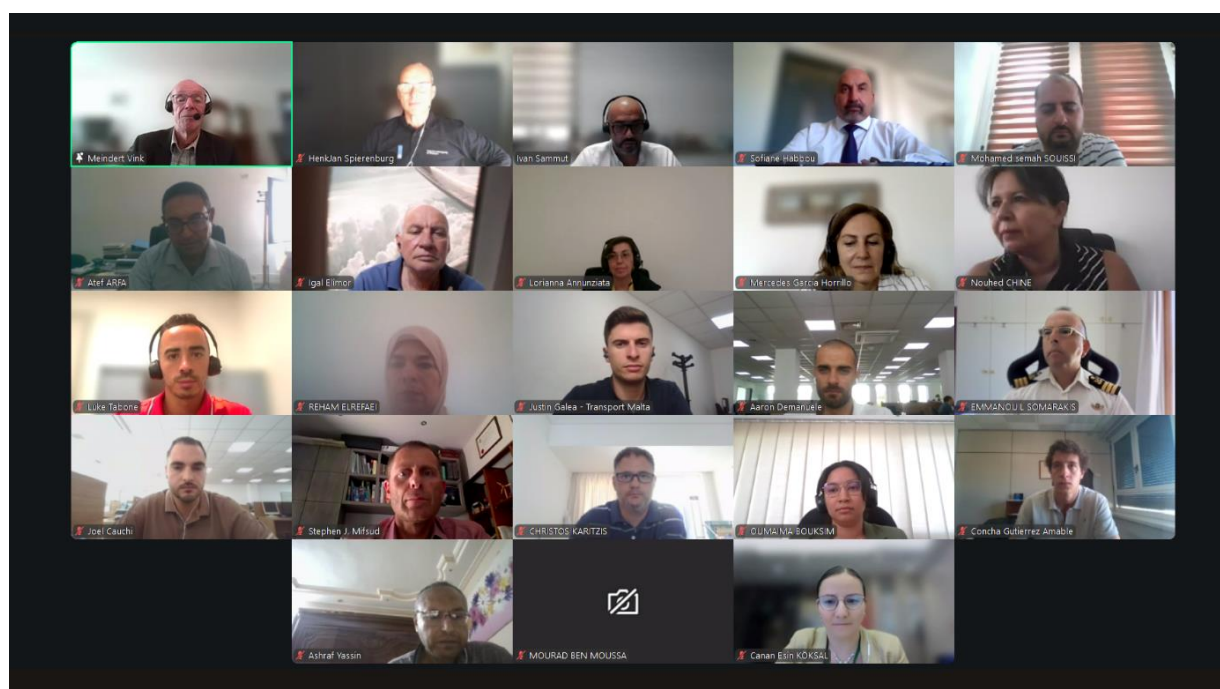 Meindert Vink
HenkJan Spierenburg
Ivan Sammut
Sofiane Habbou
Mohamed semah SOUISSI
Atef ARFA
Igal Elimor
Lorianna Annunziata
Mercedes Garcia Horrillo
Nouhed CHINE
Luke Tabone
REHAM ELREFAEI
Justin Galea - Transport Malta
Aaron Demanuele
EMMANOUIL SOMARAKIS
Joel Cauchi
Stephen J. Mifsud
CHRISTOS KARITZIS
OUMAIMA BOUKSIM
Concha Gutierrez Amable
Ashraf Yassin
MOURAD BEN MOUSSA
Canan Esin KÖKSAL